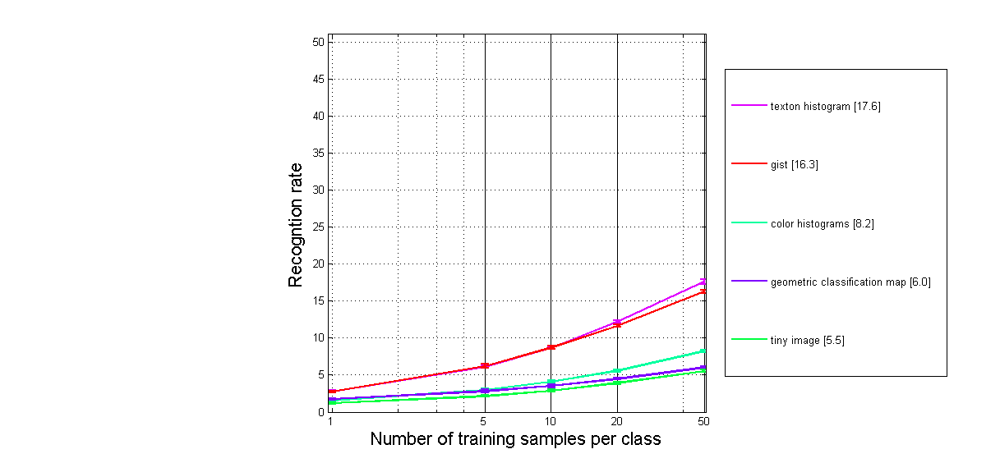 50
45
40
35
30
25
20
15
10
5
0
Recogntion rate
1 5 10 20 50
Number of training samples per class
texton histogram [17.6]
gist [16.3]
color histograms [8.2]
geometric classification map [6.0]
tiny image [5.5]